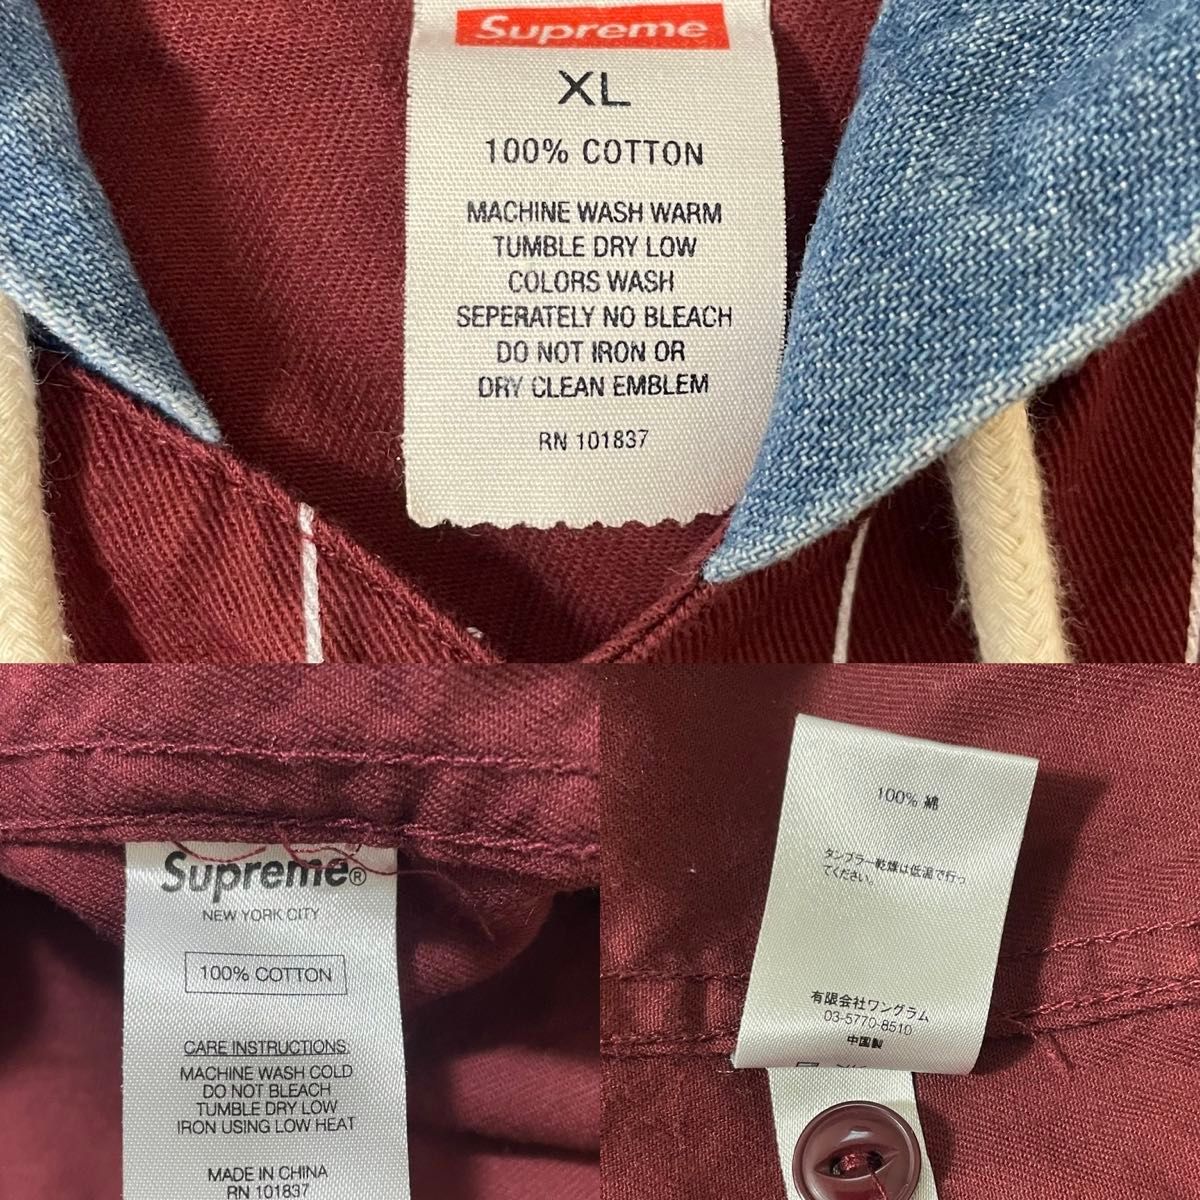 Supreme
XL
100% COTTON
MACHINE WASH WARM
TUMBLE DRY LOW
COLORS WASH
SEPERATELY NO BLEACH
DO NOT IRON OR
DRY CLEAN EMBLEM
RN 101837
Supreme®
NEW YORK CITY
100% COTTON
CARE INSTRUCTIONS
MACHINE WASH COLD
DO NOT BLEACH
TUMBLE DRY LOW
IRON USING LOW HEAT
MADE IN CHINA
RN 101837
100% 綿
タンブラー乾燥は低温で行っ
てください。
有限会社ワングラム
03-5770-8510
中国製